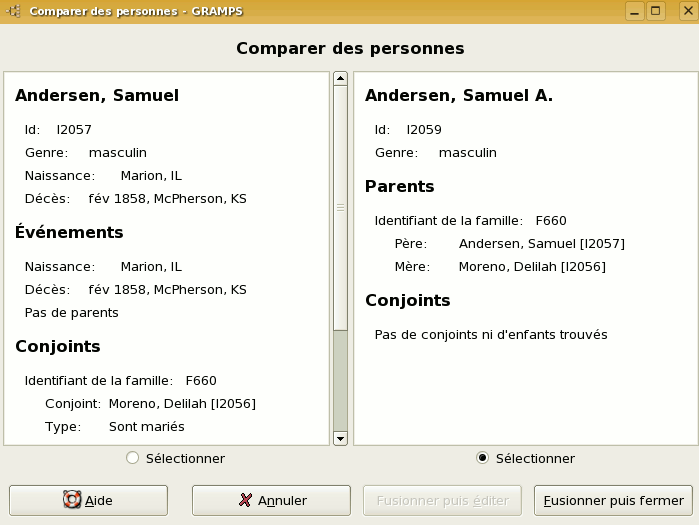 Comparer des personnes - GRAMPS
Comparer des personnes
Andersen, Samuel
Id: I2057
Genre: masculin
Naissance: Marion, IL
Décès: fév 1858, McPherson, KS
Événements
Naissance: Marion, IL
Décès: fév 1858, McPherson, KS
Pas de parents
Conjoints
Identifiant de la famille: F660
Conjoint: Moreno, Delilah [I2056]
Type: Sont mariés
Sélectionner
Andersen, Samuel A.
Id: I2059
Genre: masculin
Parents
Identifiant de la famille: F660
Père: Andersen, Samuel [I2057]
Mère: Moreno, Delilah [I2056]
Conjoints
Pas de conjoints ni d'enfants trouvés
Sélectionner
Aide
Annuler
Fusionner puis éditer
Fusionner puis fermer